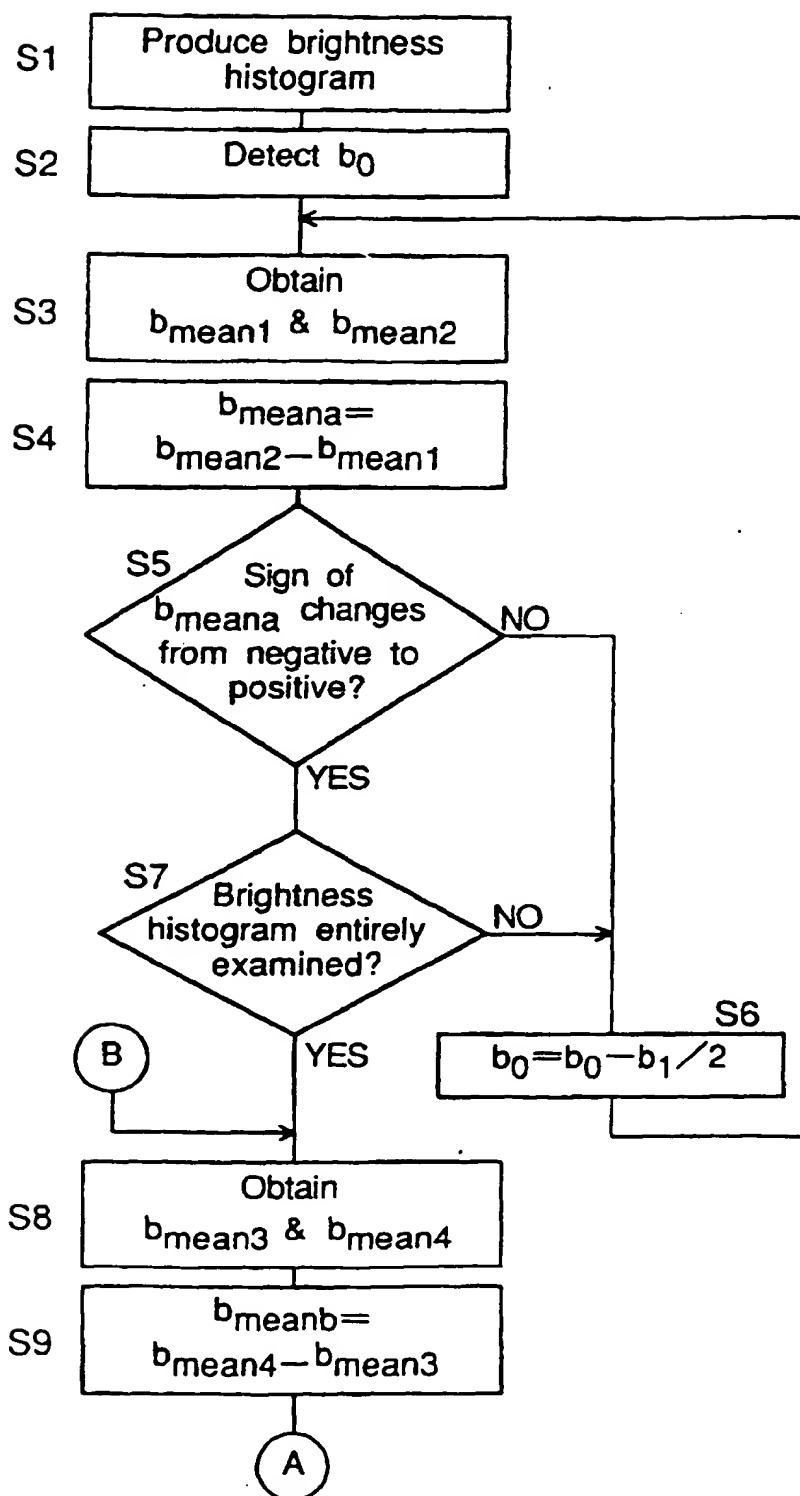 S1
Produce brightness
histogram
S2
Detect b0
S3
Obtain
bmean1 & bmean2
S4
bmeana=
bmean2−bmean1
S5
Sign of
bmeana changes
from negative to
positive?
NO
YES
S7
Brightness
histogram entirely
examined?
NO
YES
S6
b0=b0−b1/2
B
S8
Obtain
bmean3 & bmean4
S9
bmeanb=
bmean4−bmean3
A